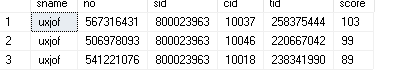 sname no sid cid tid score
1 uxjof 567316431 800023963 10037 258375444 103
2 uxjof 506978093 800023963 10046 220667042 99
3 uxjof 541221076 800023963 10018 238341990 89